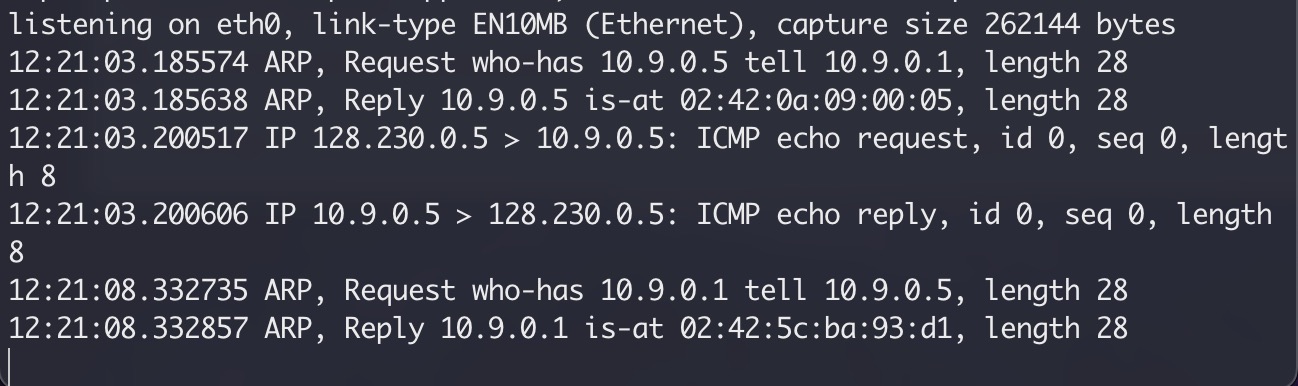 listening on eth0, link-type EN10MB (Ethernet), capture size 262144 bytes
12:21:03.185574 ARP, Request who-has 10.9.0.5 tell 10.9.0.1, length 28
12:21:03.185638 ARP, Reply 10.9.0.5 is-at 02:42:0a:09:00:05, length 28
12:21:03.200517 IP 128.230.0.5 > 10.9.0.5: ICMP echo request, id 0, seq 0, lengt
h 8
12:21:03.200606 IP 10.9.0.5 > 128.230.0.5: ICMP echo reply, id 0, seq 0, length
8
12:21:08.332735 ARP, Request who-has 10.9.0.1 tell 10.9.0.5, length 28
12:21:08.332857 ARP, Reply 10.9.0.1 is-at 02:42:5c:ba:93:d1, length 28